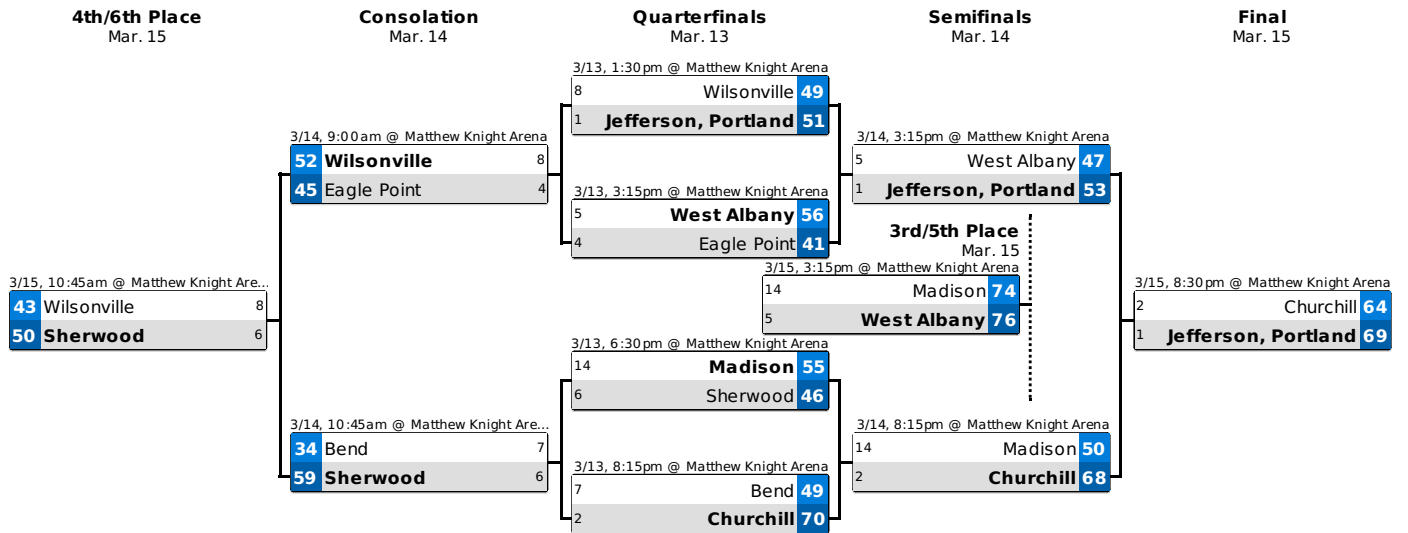 4th/6th Place
Mar. 15
3/15, 10:45am @ Matthew Knight Are...
43 Wilsonville 8
50 Sherwood 6
Consolation
Mar. 14
3/14, 9:00am @ Matthew Knight Arena
52 Wilsonville 8
45 Eagle Point 4
3/14, 10:45am @ Matthew Knight Are...
34 Bend 7
59 Sherwood 6
Quarterfinals
Mar. 13
3/13, 1:30pm @ Matthew Knight Arena
8 Wilsonville 49
1 Jefferson, Portland 51
3/13, 3:15pm @ Matthew Knight Arena
5 West Albany 56
4 Eagle Point 41
3/13, 6:30pm @ Matthew Knight Arena
14 Madison 55
6 Sherwood 46
3/13, 8:15pm @ Matthew Knight Arena
7 Bend 49
2 Churchill 70
Semifinals
Mar. 14
3/14, 3:15pm @ Matthew Knight Arena
5 West Albany 47
1 Jefferson, Portland 53
3rd/5th Place
Mar. 15
3/15, 3:15pm @ Matthew Knight Arena
14 Madison 74
5 West Albany 76
3/14, 8:15pm @ Matthew Knight Arena
14 Madison 50
2 Churchill 68
Final
Mar. 15
3/15, 8:30pm @ Matthew Knight Arena
2 Churchill 64
1 Jefferson, Portland 69